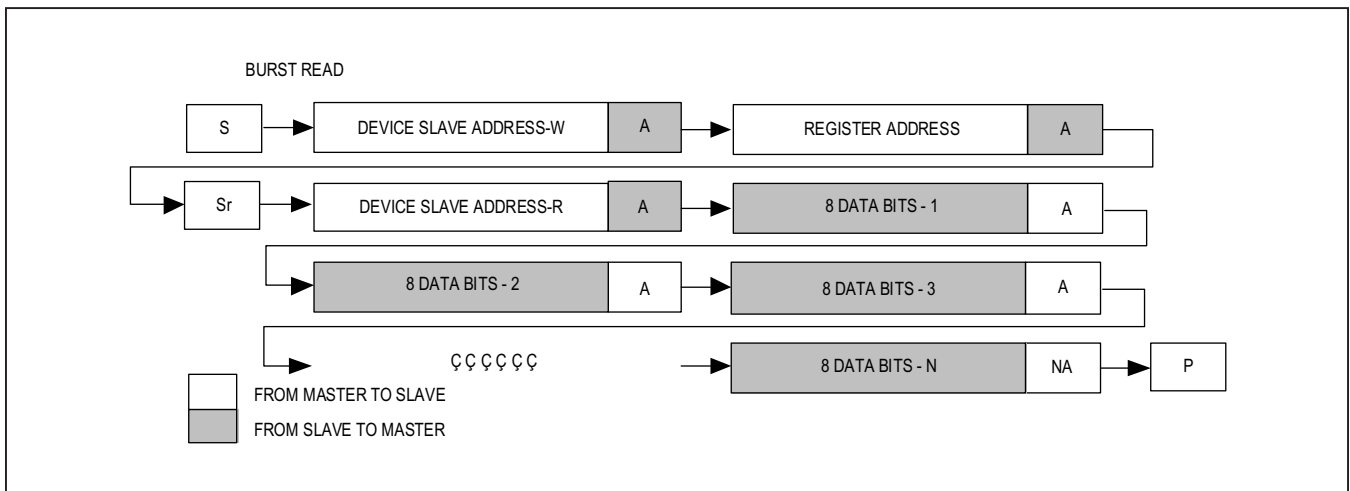 BURST READ
S DEVICE SLAVE ADDRESS-W A REGISTER ADDRESS A
Sr DEVICE SLAVE ADDRESS-R A 8 DATA BITS - 1 A
8 DATA BITS - 2 A 8 DATA BITS - 3 A
ÇÇÇÇÇÇ 8 DATA BITS - N NA P
FROM MASTER TO SLAVE
FROM SLAVE TO MASTER